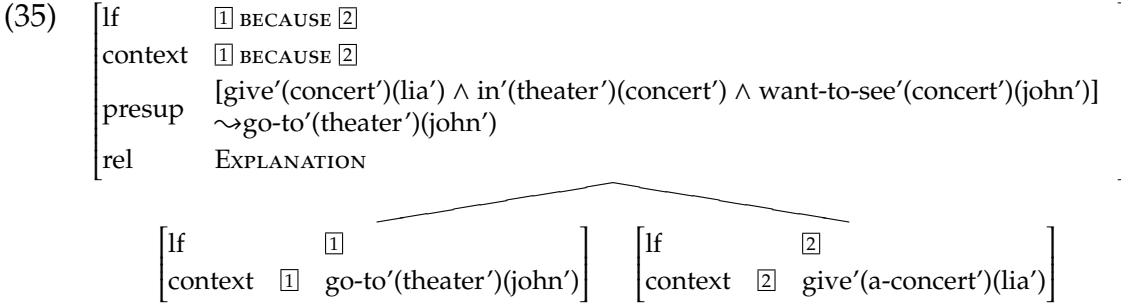 (35)
lf 1 BECAUSE 2
context 1 BECAUSE 2
presup [give'(concert')(lia') ∧ in'(theater')(concert') ∧ want-to-see'(concert')(john')]
⤳go-to'(theater')(john')
rel EXPLANATION
lf 1 lf 2
context 1 go-to'(theater')(john') context 2 give'(a-concert')(lia')